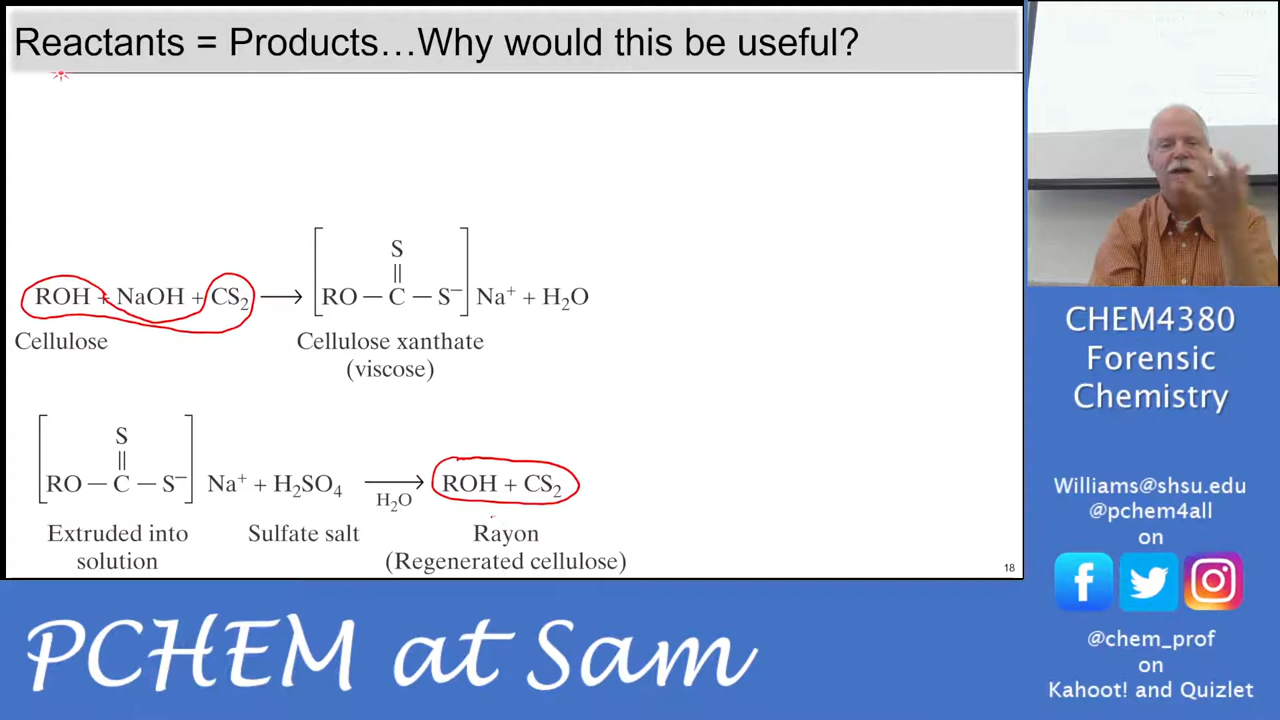 Reactants = Products…Why would this be useful?
S
||
RO — C — S⁻
ROH + NaOH + CS₂ ⟶ [ ] Na⁺ + H₂O
Cellulose
Cellulose xanthate
(viscose)
S
||
RO — C — S⁻
[ ] Na⁺ + H₂SO₄ ⟶ ROH + CS₂
H₂O
Extruded into
solution
Sulfate salt
Rayon
(Regenerated cellulose)
18
CHEM4380
Forensic
Chemistry
Williams@shsu.edu
@pchem4all
on
f
@chem_prof
on
Kahoot! and Quizlet
PCHEM at Sam